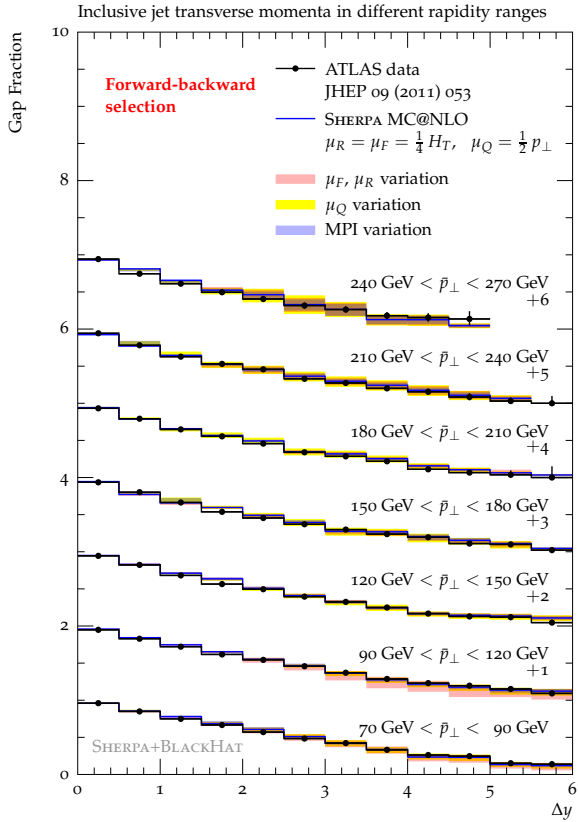 Inclusive jet transverse momenta in different rapidity ranges
Gap Fraction
10
8
6
4
2
0
Forward-backward
selection
ATLAS data
JHEP 09 (2011) 053
SHERPA MC@NLO
μR = μF = 1/4 HT, μQ = 1/2 p⊥
μF, μR variation
μQ variation
MPI variation
240 GeV < p̄⊥ < 270 GeV
+6
210 GeV < p̄⊥ < 240 GeV
+5
180 GeV < p̄⊥ < 210 GeV
+4
150 GeV < p̄⊥ < 180 GeV
+3
120 GeV < p̄⊥ < 150 GeV
+2
90 GeV < p̄⊥ < 120 GeV
+1
70 GeV < p̄⊥ < 90 GeV
SHERPA+BLACKHAT
0 1 2 3 4 5 6
Δy